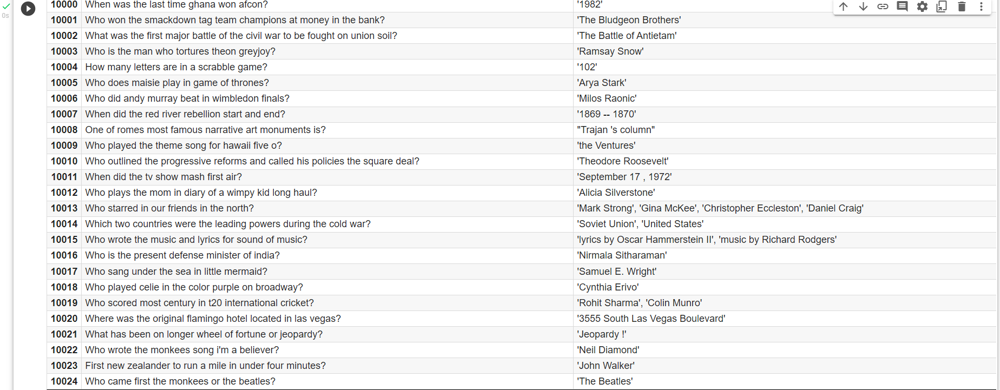 10000 When was the last time ghana won afcon? '1982'
0s
10001 Who won the smackdown tag team champions at money in the bank? 'The Bludgeon Brothers'
10002 What was the first major battle of the civil war to be fought on union soil? 'The Battle of Antietam'
10003 Who is the man who tortures theon greyjoy? 'Ramsay Snow'
10004 How many letters are in a scrabble game? '102'
10005 Who does maisie play in game of thrones? 'Arya Stark'
10006 Who did andy murray beat in wimbledon finals? 'Milos Raonic'
10007 When did the red river rebellion start and end? '1869 -- 1870'
10008 One of romes most famous narrative art monuments is? "Trajan 's column"
10009 Who played the theme song for hawaii five o? 'the Ventures'
10010 Who outlined the progressive reforms and called his policies the square deal? 'Theodore Roosevelt'
10011 When did the tv show mash first air? 'September 17 , 1972'
10012 Who plays the mom in diary of a wimpy kid long haul? 'Alicia Silverstone'
10013 Who starred in our friends in the north? 'Mark Strong', 'Gina McKee', 'Christopher Eccleston', 'Daniel Craig'
10014 Which two countries were the leading powers during the cold war? 'Soviet Union', 'United States'
10015 Who wrote the music and lyrics for sound of music? 'lyrics by Oscar Hammerstein II', 'music by Richard Rodgers'
10016 Who is the present defense minister of india? 'Nirmala Sitharaman'
10017 Who sang under the sea in little mermaid? 'Samuel E. Wright'
10018 Who played celie in the color purple on broadway? 'Cynthia Erivo'
10019 Who scored most century in t20 international cricket? 'Rohit Sharma', 'Colin Munro'
10020 Where was the original flamingo hotel located in las vegas? '3555 South Las Vegas Boulevard'
10021 What has been on longer wheel of fortune or jeopardy? 'Jeopardy !'
10022 Who wrote the monkees song i'm a believer? 'Neil Diamond'
10023 First new zealander to run a mile in under four minutes? 'John Walker'
10024 Who came first the monkees or the beatles? 'The Beatles'